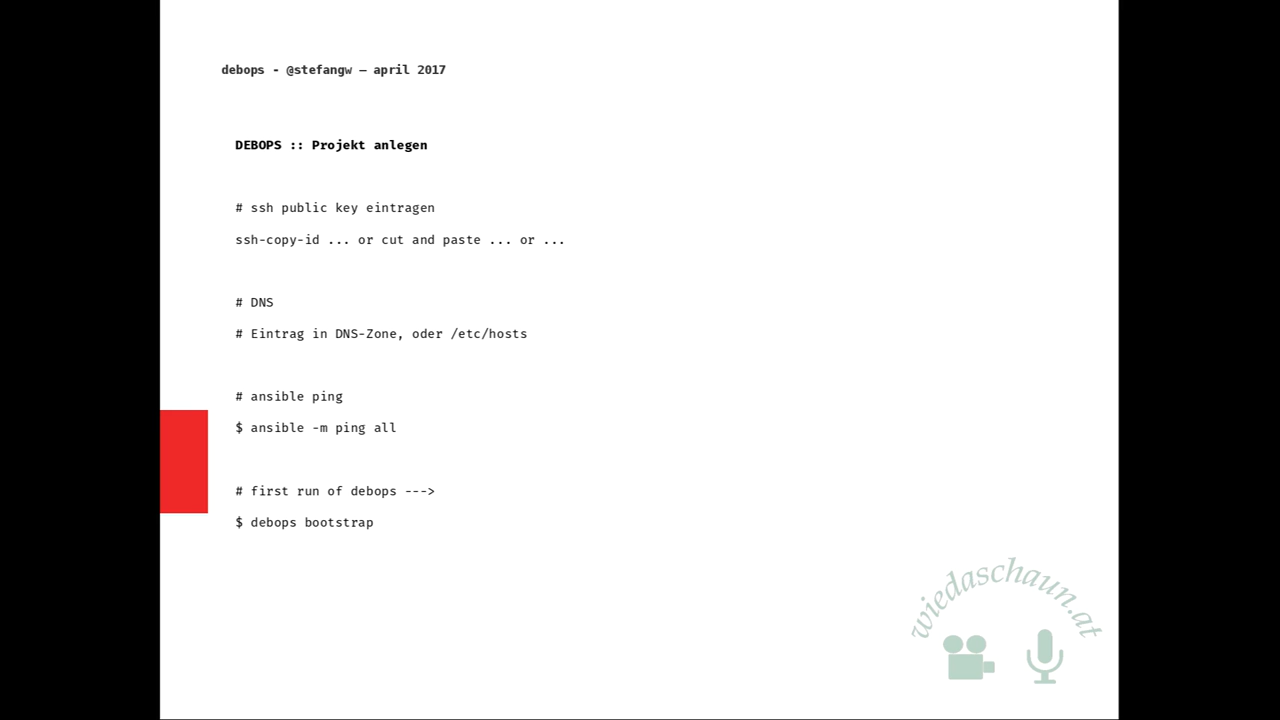 debops - @stefangw – april 2017
DEBOPS :: Projekt anlegen
# ssh public key eintragen
ssh-copy-id ... or cut and paste ... or ...
# DNS
# Eintrag in DNS-Zone, oder /etc/hosts
# ansible ping
$ ansible -m ping all
# first run of debops --->
$ debops bootstrap
wiedaschaun.at